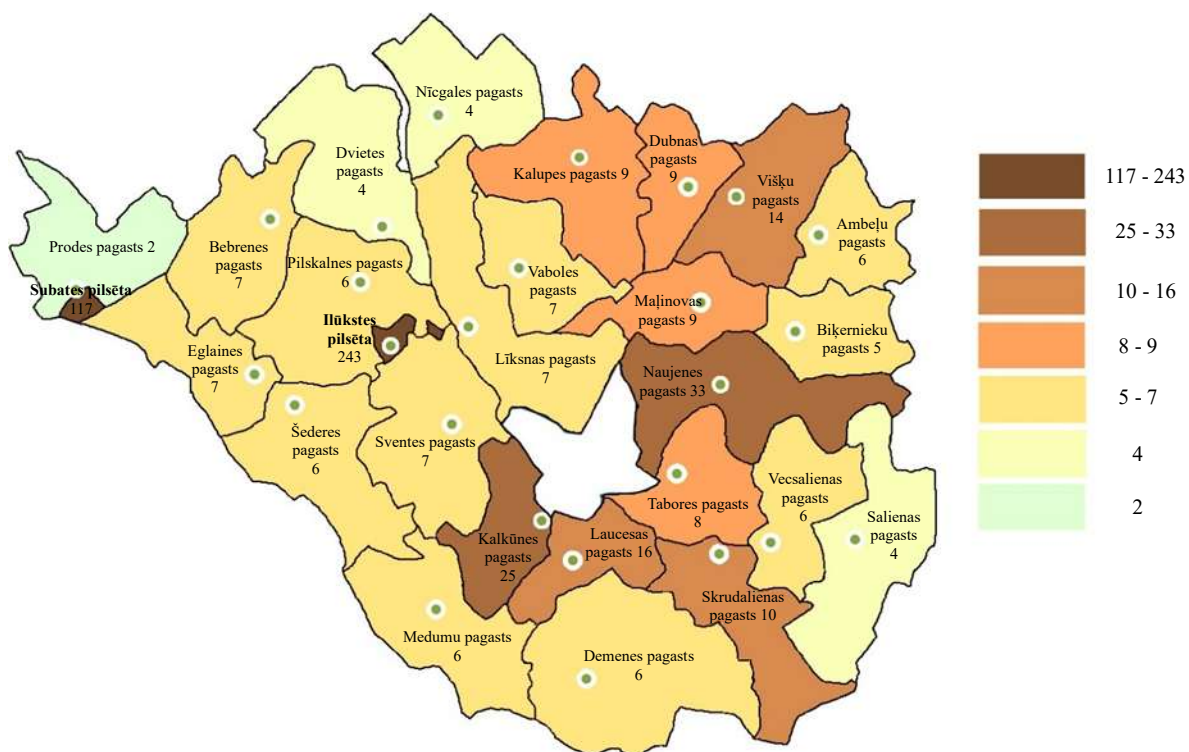 Nīcgales pagasts
4
Dvietes
pagasts
4
Kalupes pagasts 9
Dubnas
pagasts
9
Višķu
pagasts
14
Ambeļu
pagasts
6
Prodes pagasts 2
Bebrenes
pagasts
7
Pilskalnes pagasts
6
Vaboles
pagasts
7
Maļinovas
pagasts 9
Biķernieku
pagasts 5
Subates pilsēta
117
Ilūkstes
pilsēta
243
Eglaines
pagasts
7
Līksnas pagasts
7
Naujenes
pagasts 33
Šederes
pagasts
6
Sventes pagasts
7
Kalkūnes
pagasts
25
Tabores pagasts
8
Vecsalienas
pagasts
6
Salienas
pagasts
4
Laucesas
pagasts 16
Skrudalienas
pagasts 10
Medumu pagasts
6
Demenes pagasts
6
117 - 243
25 - 33
10 - 16
8 - 9
5 - 7
4
2